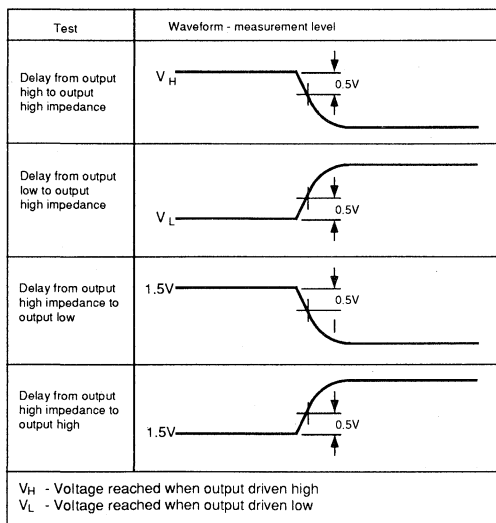 Test
Waveform - measurement level
Delay from output
high to output
high impedance
V H
0.5V
Delay from output
low to output
high impedance
V L
0.5V
Delay from output
high impedance to
output low
1.5V
0.5V
Delay from output
high impedance to
output high
1.5V
0.5V
VH - Voltage reached when output driven high
VL - Voltage reached when output driven low